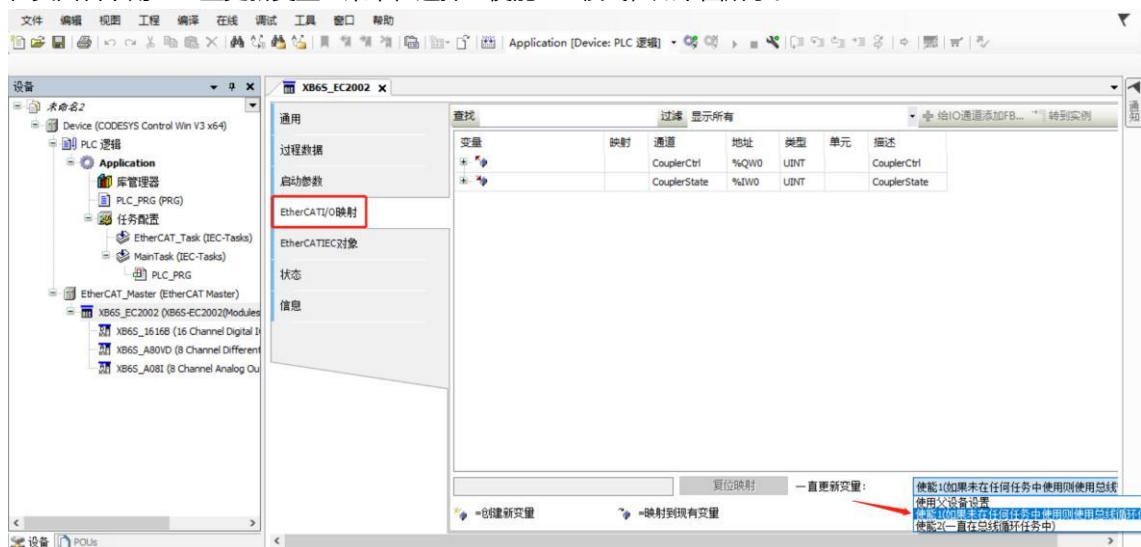 文件 编辑 视图 工程 编译 在线 调试 工具 窗口 帮助
Application [Device: PLC 逻辑]
设备
XB6S_EC2002
未命名2
Device (CODESYS Control Win V3 x64)
PLC 逻辑
Application
库管理器
PLC_PRG (PRG)
任务配置
EtherCAT_Task (IEC-Tasks)
MainTask (IEC-Tasks)
PLC_PRG
EtherCAT_Master (EtherCAT Master)
XB6S_EC2002 (XB6S-EC2002(Modules
XB6S_1616B (16 Channel Digital I
XB6S_A80VD (8 Channel Different
XB6S_A08I (8 Channel Analog Ou
通用
过程数据
启动参数
EtherCATI/O映射
EtherCATIEC对象
状态
信息
查找 过滤 显示所有 给IO通道添加FB... 转到实例
变量 映射 通道 地址 类型 单元 描述
CouplerCtrl %QW0 UINT CouplerCtrl
CouplerState %IW0 UINT CouplerState
复位映射 一直更新变量: 使能1(如果未在任何任务中使用则使用总线
使用父设备设置
使能1(如果未在任何任务中使用则使用总线循环任
使能2(一直在总线循环任务中)
=创建新变量 =映射到现有变量
设备 POUs
通知